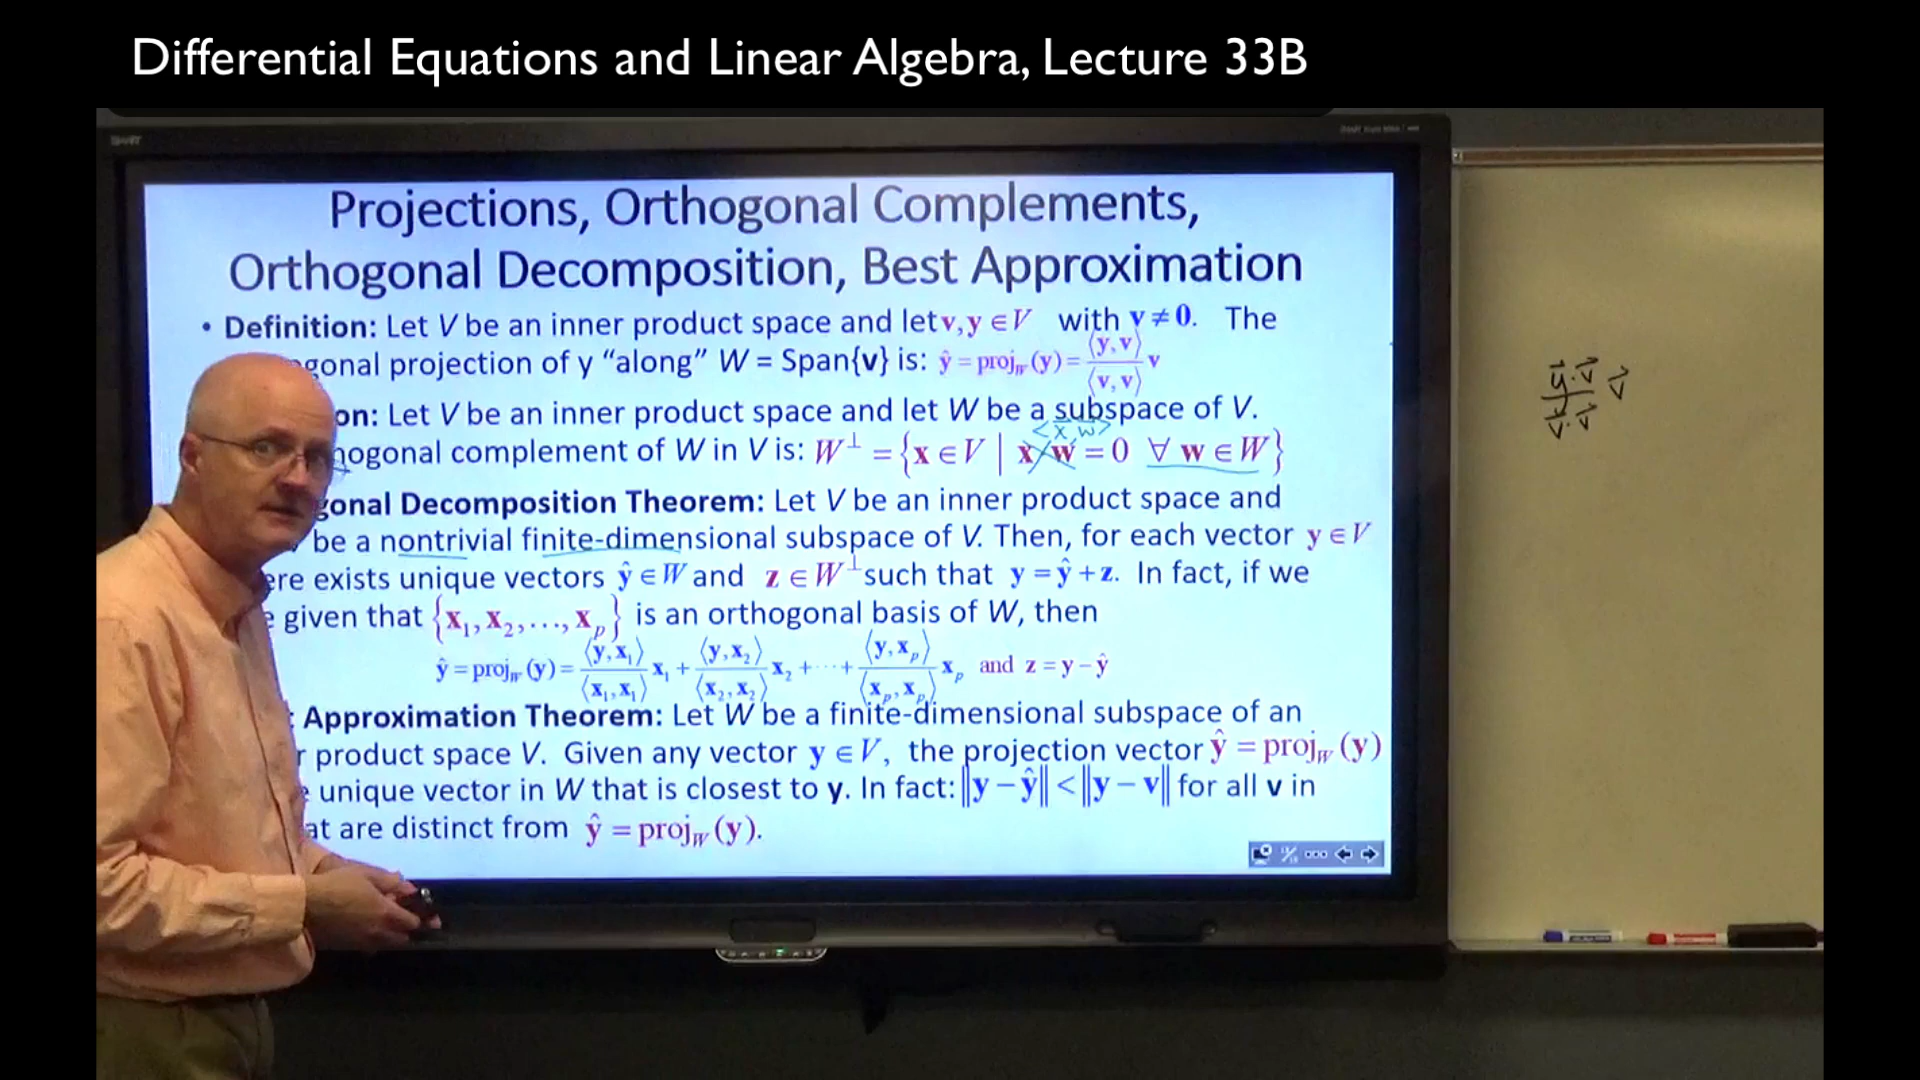 Differential Equations and Linear Algebra, Lecture 33B
SMART
Projections, Orthogonal Complements,
Orthogonal Decomposition, Best Approximation
• Definition: Let V be an inner product space and let v, y ∈ V with v ≠ 0. The
gonal projection of y “along” W = Span{v} is: ŷ = proj_W (y) = ⟨y, v⟩ / ⟨v, v⟩ v
on: Let V be an inner product space and let W be a subspace of V.
<x, w>
ogonal complement of W in V is: W⊥ = {x ∈ V | x · w = 0 ∀ w ∈ W}
gonal Decomposition Theorem: Let V be an inner product space and
be a nontrivial finite-dimensional subspace of V. Then, for each vector y ∈ V
ere exists unique vectors ŷ ∈ W and z ∈ W⊥ such that y = ŷ + z. In fact, if we
e given that {x₁, x₂, …, xₚ} is an orthogonal basis of W, then
ŷ = proj_W (y) = ⟨y, x₁⟩ / ⟨x₁, x₁⟩ x₁ + ⟨y, x₂⟩ / ⟨x₂, x₂⟩ x₂ + ⋯ + ⟨y, xₚ⟩ / ⟨xₚ, xₚ⟩ xₚ and z = y − ŷ
: Approximation Theorem: Let W be a finite-dimensional subspace of an
r product space V. Given any vector y ∈ V, the projection vector ŷ = proj_W (y)
e unique vector in W that is closest to y. In fact: ‖y − ŷ‖ < ‖y − v‖ for all v in
at are distinct from ŷ = proj_W (y).